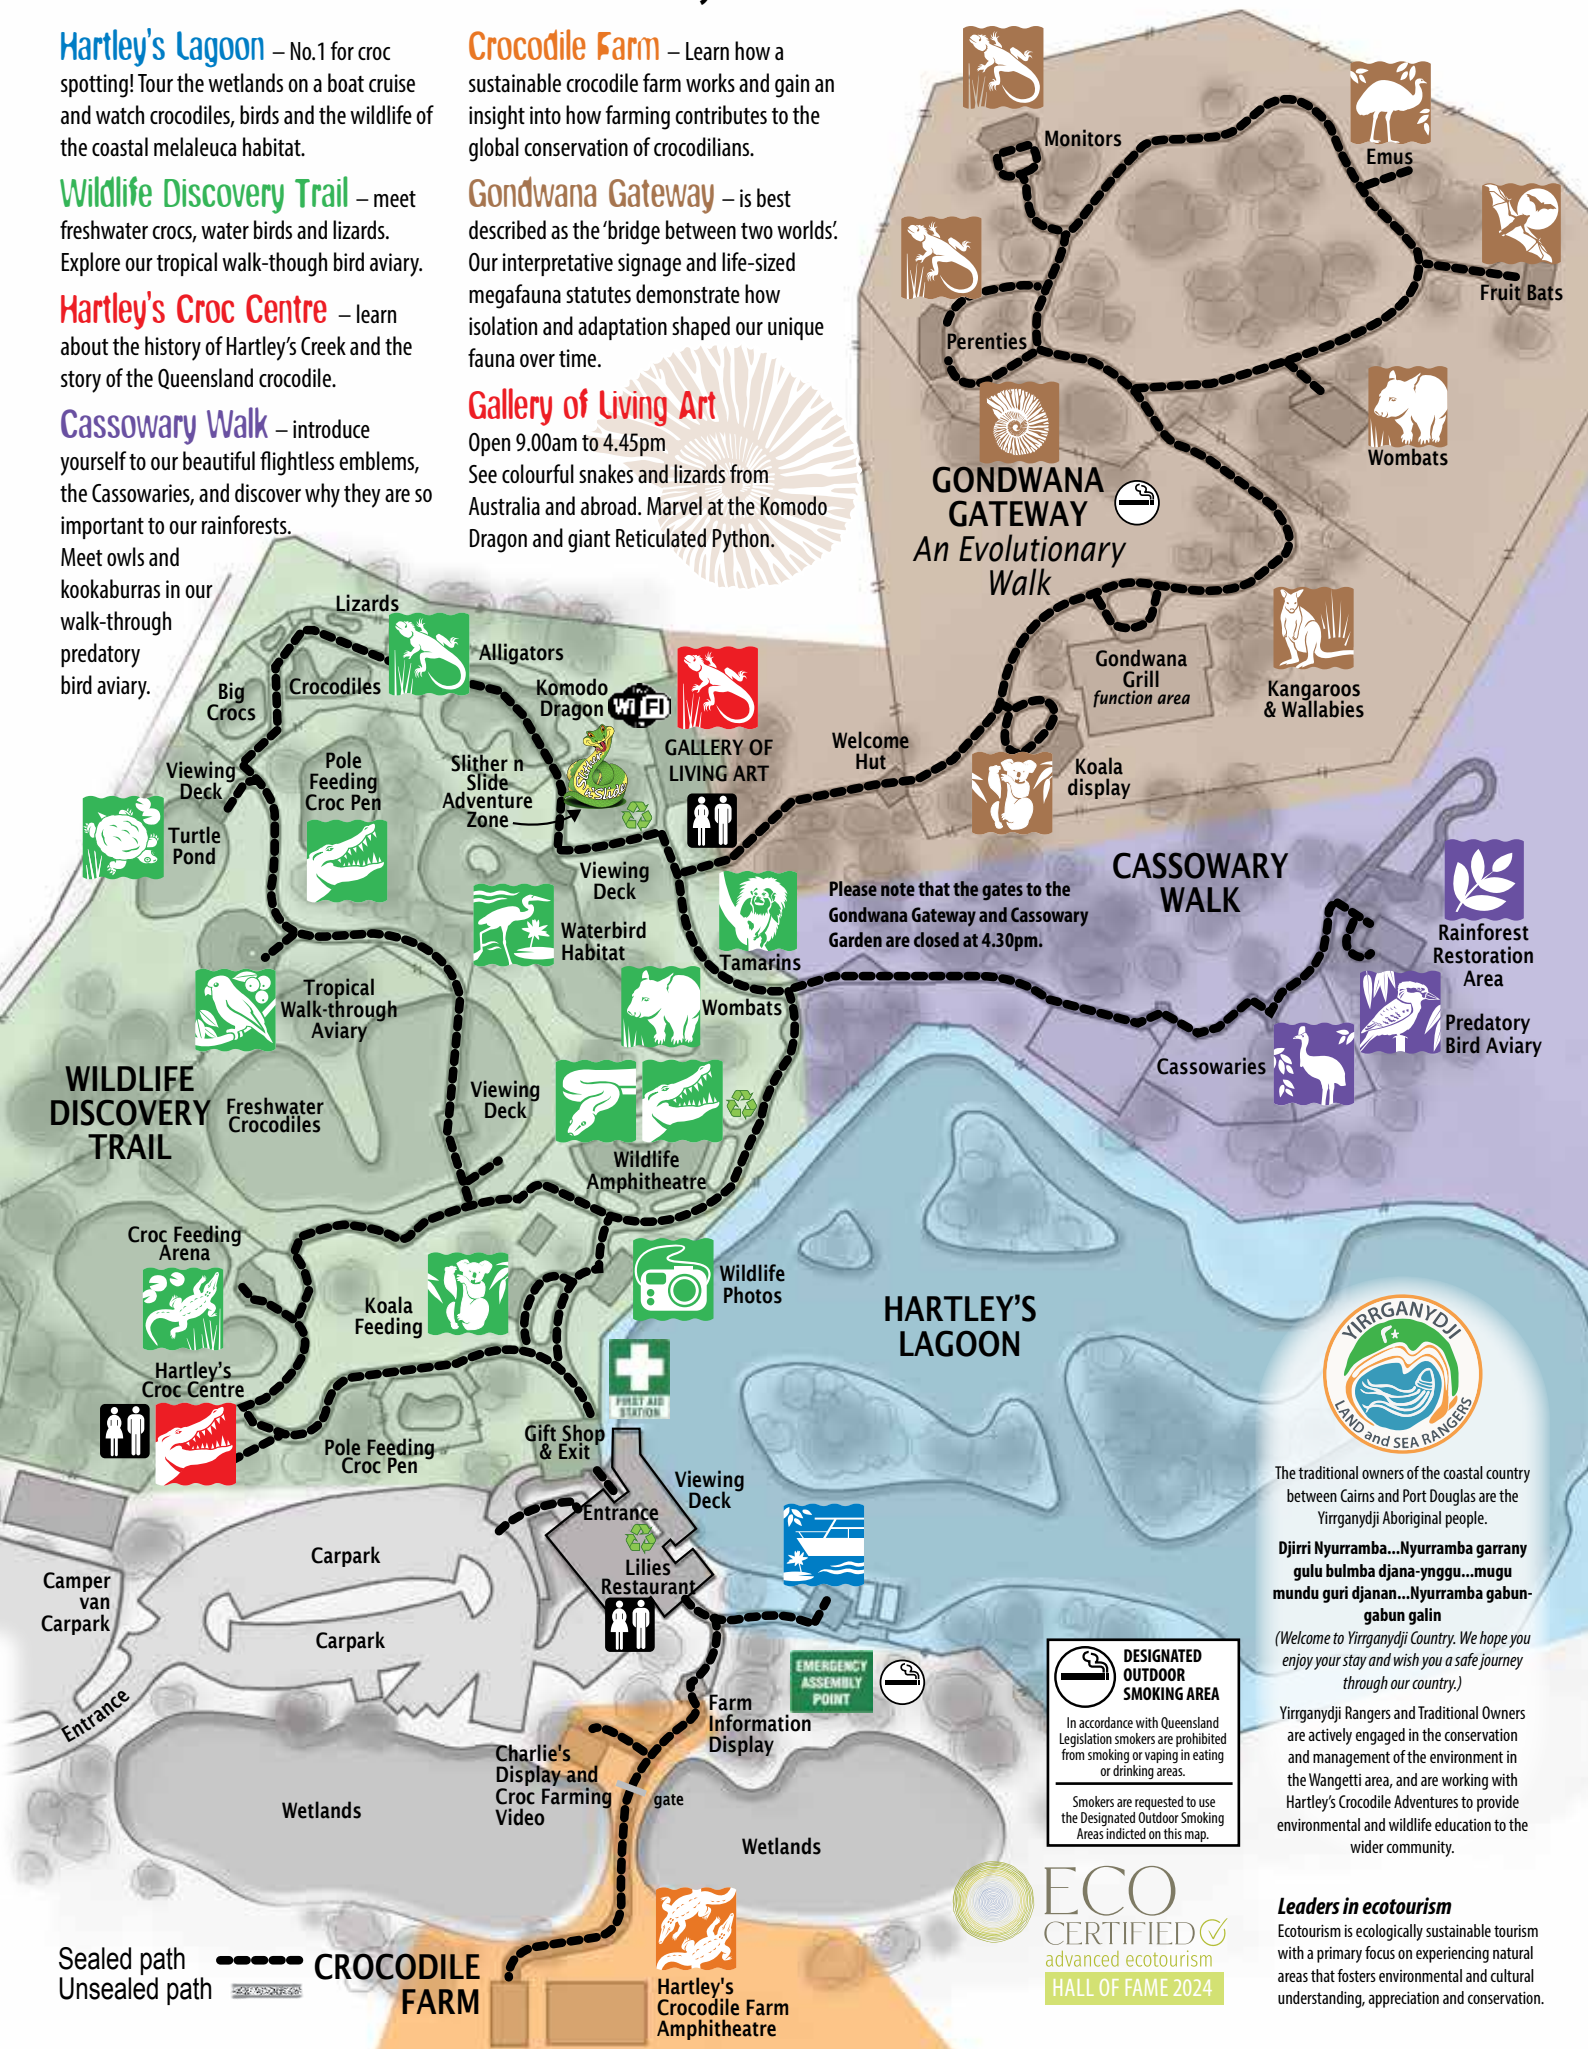 Hartley's Lagoon – No.1 for croc
spotting! Tour the wetlands on a boat cruise
and watch crocodiles, birds and the wildlife of
the coastal melaleuca habitat.
Wildlife Discovery Trail – meet
freshwater crocs, water birds and lizards.
Explore our tropical walk-though bird aviary.
Hartley's Croc Centre – learn
about the history of Hartley's Creek and the
story of the Queensland crocodile.
Cassowary Walk – introduce
yourself to our beautiful flightless emblems,
the Cassowaries, and discover why they are so
important to our rainforests.
Meet owls and
kookaburras in our
walk-through
predatory
bird aviary.
Crocodile Farm – Learn how a
sustainable crocodile farm works and gain an
insight into how farming contributes to the
global conservation of crocodilians.
Gondwana Gateway – is best
described as the 'bridge between two worlds'.
Our interpretative signage and life-sized
megafauna statutes demonstrate how
isolation and adaptation shaped our unique
fauna over time.
Gallery of Living Art
Open 9.00am to 4.45pm
See colourful snakes and lizards from
Australia and abroad. Marvel at the Komodo
Dragon and giant Reticulated Python.
Monitors
Emus
Fruit Bats
Perenties
Wombats
GONDWANA
GATEWAY
An Evolutionary
Walk
Gondwana
Grill
function area
Kangaroos
& Wallabies
Koala
display
Welcome
Hut
Lizards
Alligators
Crocodiles
Big
Crocs
Komodo
Dragon
WiFi
GALLERY OF
LIVING ART
Viewing
Deck
Pole
Feeding
Croc Pen
Slither n
Slide
Adventure
Zone
Slither
n Slide
Turtle
Pond
Viewing
Deck
Waterbird
Habitat
Tamarins
Please note that the gates to the
Gondwana Gateway and Cassowary
Garden are closed at 4.30pm.
CASSOWARY
WALK
Rainforest
Restoration
Area
Predatory
Bird Aviary
Cassowaries
Tropical
Walk-through
Aviary
Wombats
WILDLIFE
DISCOVERY
TRAIL
Freshwater
Crocodiles
Viewing
Deck
Wildlife
Amphitheatre
Croc Feeding
Arena
Koala
Feeding
Wildlife
Photos
HARTLEY'S
LAGOON
Hartley's
Croc Centre
FIRST AID
STATION
Pole Feeding
Croc Pen
Gift Shop
& Exit
Viewing
Deck
Entrance
Lilies
Restaurant
Carpark
Camper
van
Carpark
Carpark
Entrance
EMERGENCY
ASSEMBLY
POINT
Farm
Information
Display
Charlie's
Display and
Croc Farming
Video
gate
Wetlands
Wetlands
Sealed path
Unsealed path
CROCODILE
FARM
Hartley's
Crocodile Farm
Amphitheatre
DESIGNATED
OUTDOOR
SMOKING AREA
In accordance with Queensland
Legislation smokers are prohibited
from smoking or vaping in eating
or drinking areas.
Smokers are requested to use
the Designated Outdoor Smoking
Areas indicted on this map.
ECO
CERTIFIED
advanced ecotourism
HALL OF FAME 2024
YIRRGANYDJI
LAND and SEA RANGERS
The traditional owners of the coastal country
between Cairns and Port Douglas are the
Yirrganydji Aboriginal people.
Djirri Nyurramba...Nyurramba garrany
gulu bulmba djana-ynggu...mugu
mundu guri djanan...Nyurramba gabun-
gabun galin
(Welcome to Yirrganydji Country. We hope you
enjoy your stay and wish you a safe journey
through our country.)
Yirrganydji Rangers and Traditional Owners
are actively engaged in the conservation
and management of the environment in
the Wangetti area, and are working with
Hartley's Crocodile Adventures to provide
environmental and wildlife education to the
wider community.
Leaders in ecotourism
Ecotourism is ecologically sustainable tourism
with a primary focus on experiencing natural
areas that fosters environmental and cultural
understanding, appreciation and conservation.